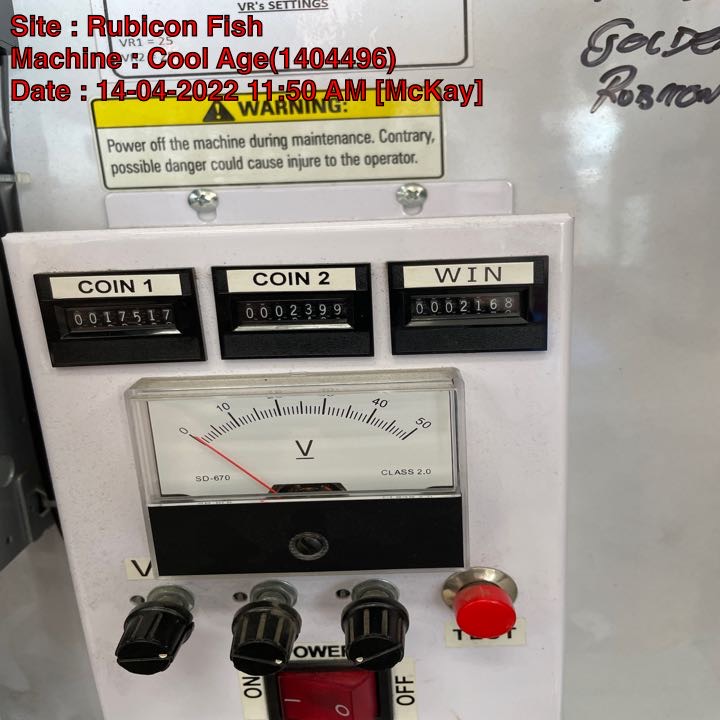 VR's SETTINGS
Site : Rubicon Fish
VR1 = 25
Machine : Cool Age(1404496)
Date : 14-04-2022 11:50 AM [McKay]
WARNING:
Power off the machine during maintenance. Contrary,
possible danger could cause injure to the operator.
COIN 1
COIN 2
WIN
0017517
0002399
0002168
0 10 40 50
V
SD-670
CLASS 2.0
V
TEST
POWER
ON
OFF